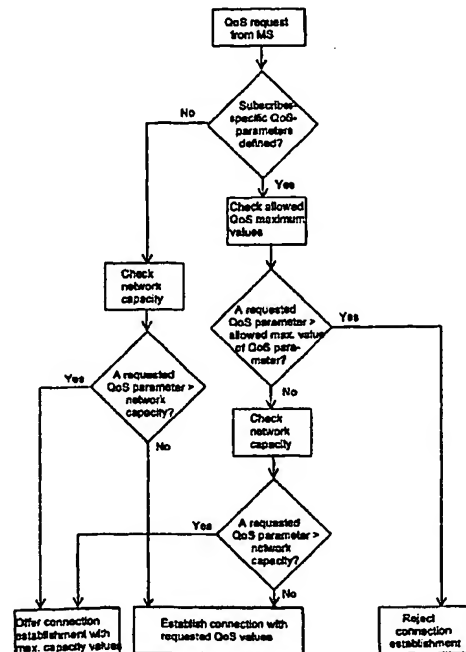 QoS request
from MS
Subscriber-
specific QoS-
parameters
defined?
No
Yes
Check allowed
QoS maximum
values
Check
network
capacity
A requested
QoS parameter >
allowed max. value
of QoS para-
meter?
Yes
No
A requested
QoS parameter >
network
capacity?
Yes
No
Check
network
capacity
A requested
QoS parameter >
network
capacity?
Yes
No
Offer connection
establishment with
max. capacity values
Establish connection with
requested QoS values
Reject
connection
establishment